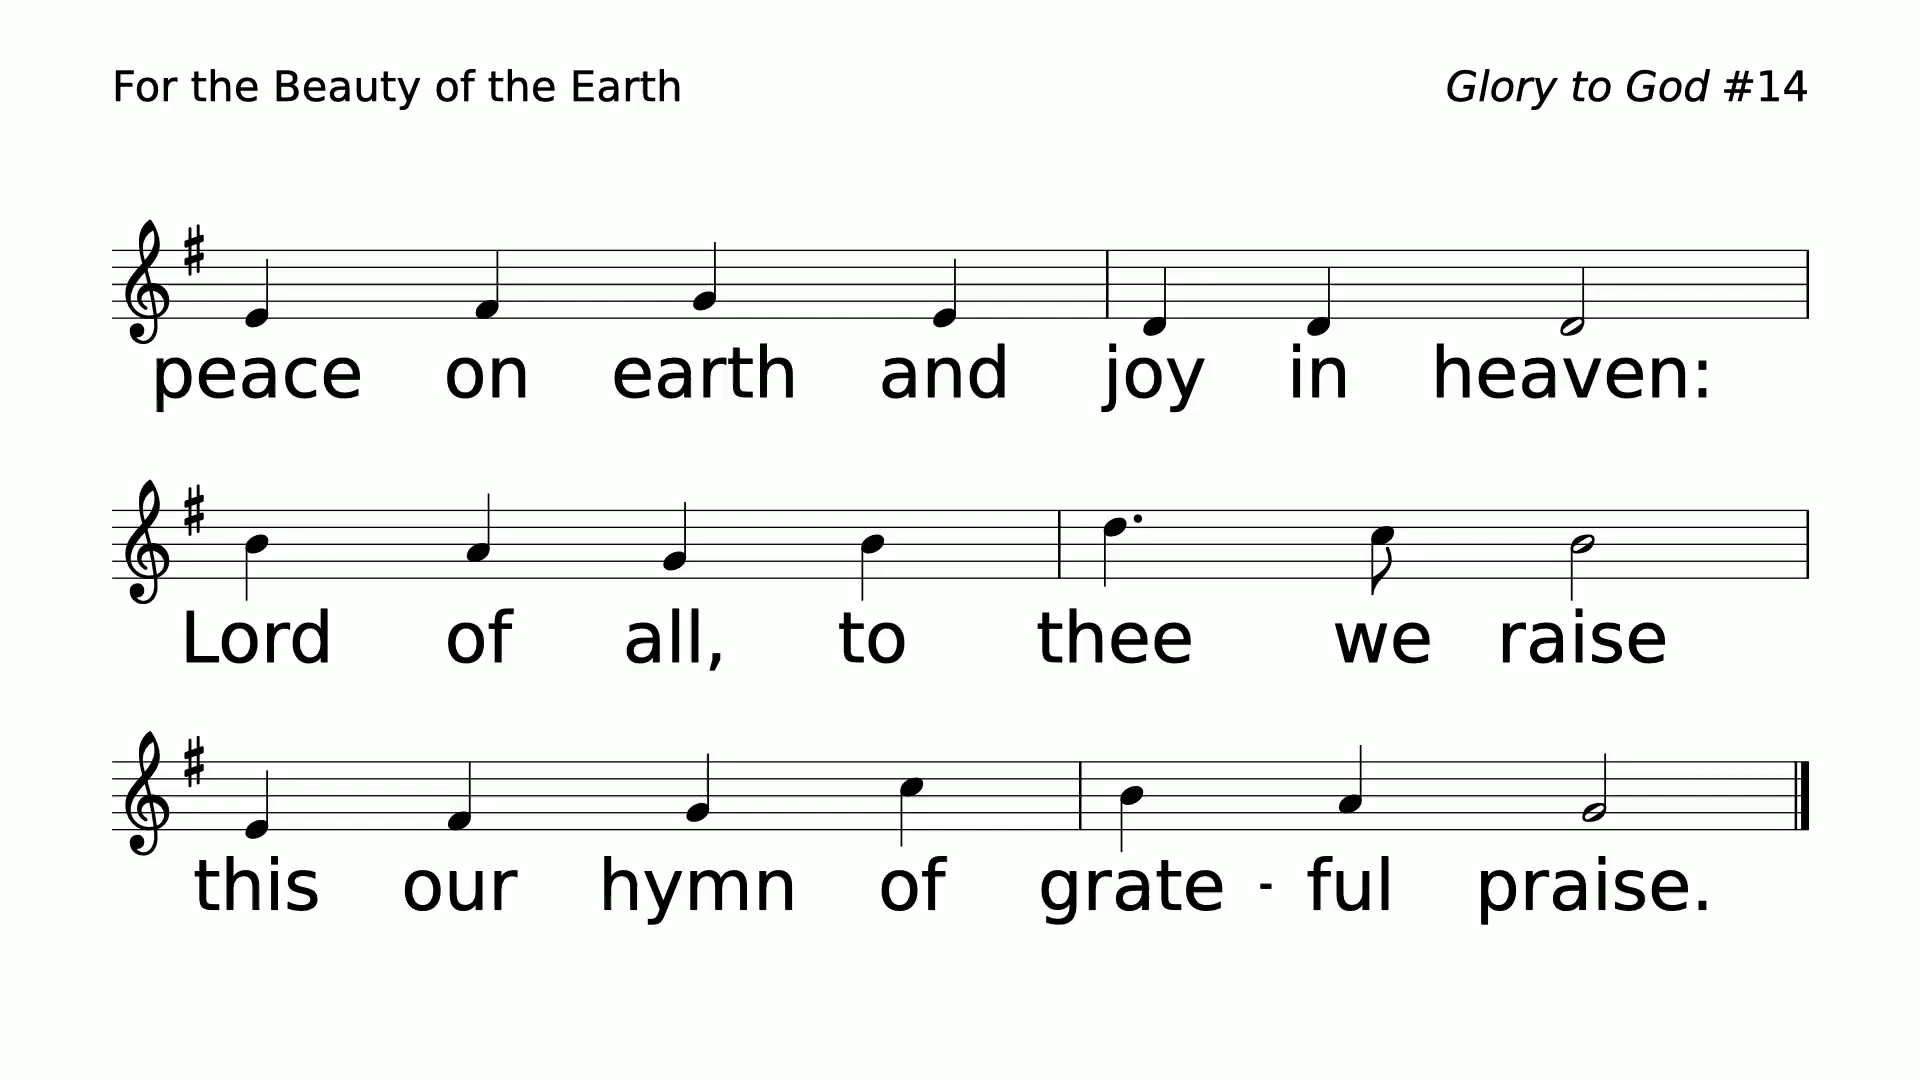 For the Beauty of the Earth
Glory to God #14
peace on earth and joy in heaven:
Lord of all, to thee we raise
this our hymn of grate - ful praise.